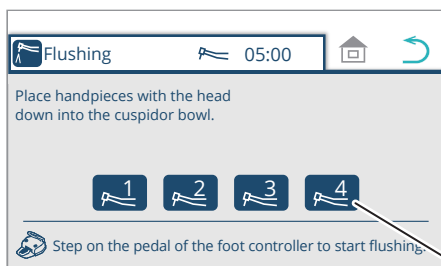 Flushing 05:00
Place handpieces with the head
down into the cuspidor bowl.
1 2 3 4
Step on the pedal of the foot controller to start flushing.